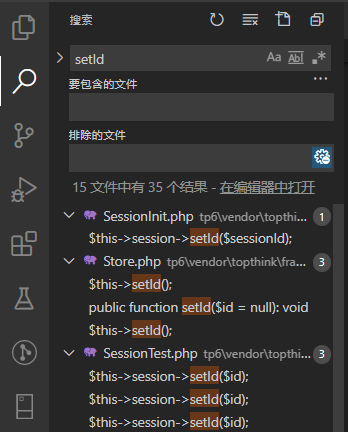 搜索
setId
Aa
Abl
.*
要包含的文件
排除的文件
15 文件中有 35 个结果 - 在编辑器中打开
SessionInit.php tp6\vendor\topthi... 1
$this->session->setId($sessionId);
Store.php tp6\vendor\topthink\fra... 3
$this->setId();
public function setId($id = null): void
$this->setId();
SessionTest.php tp6\vendor\topthi... 3
$this->session->setId($id);
$this->session->setId($id);
$this->session->setId($id);